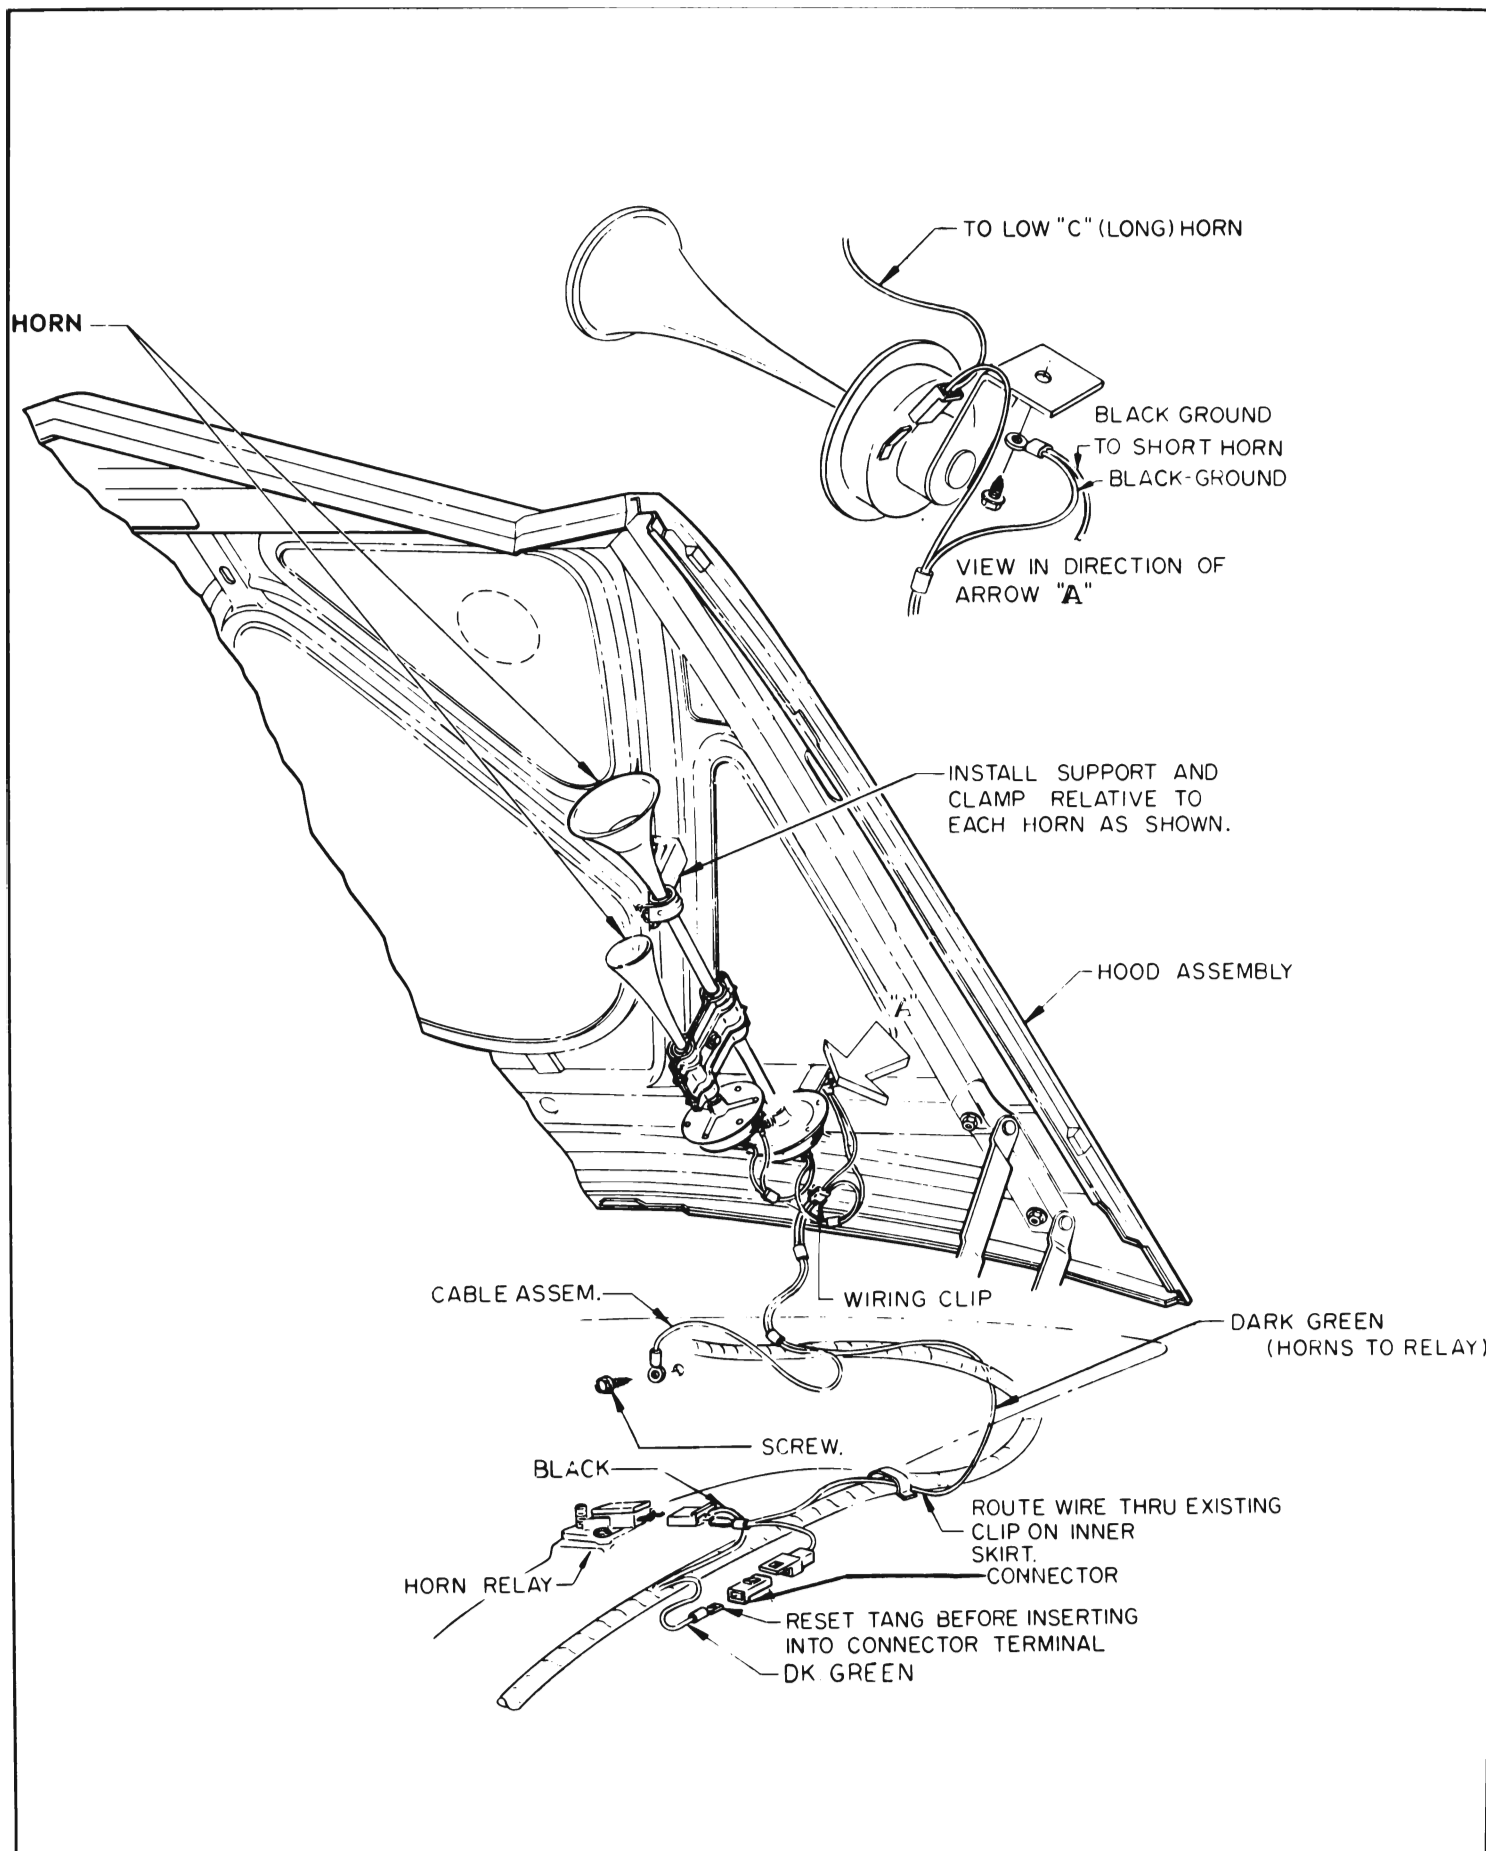 TO LOW "C" (LONG) HORN
HORN
BLACK GROUND
TO SHORT HORN
BLACK-GROUND
VIEW IN DIRECTION OF
ARROW "A"
INSTALL SUPPORT AND
CLAMP RELATIVE TO
EACH HORN AS SHOWN.
HOOD ASSEMBLY
"A"
CABLE ASSEM.
WIRING CLIP
DARK GREEN
(HORNS TO RELAY)
SCREW.
BLACK
ROUTE WIRE THRU EXISTING
CLIP ON INNER
SKIRT.
CONNECTOR
HORN RELAY
RESET TANG BEFORE INSERTING
INTO CONNECTOR TERMINAL
DK. GREEN